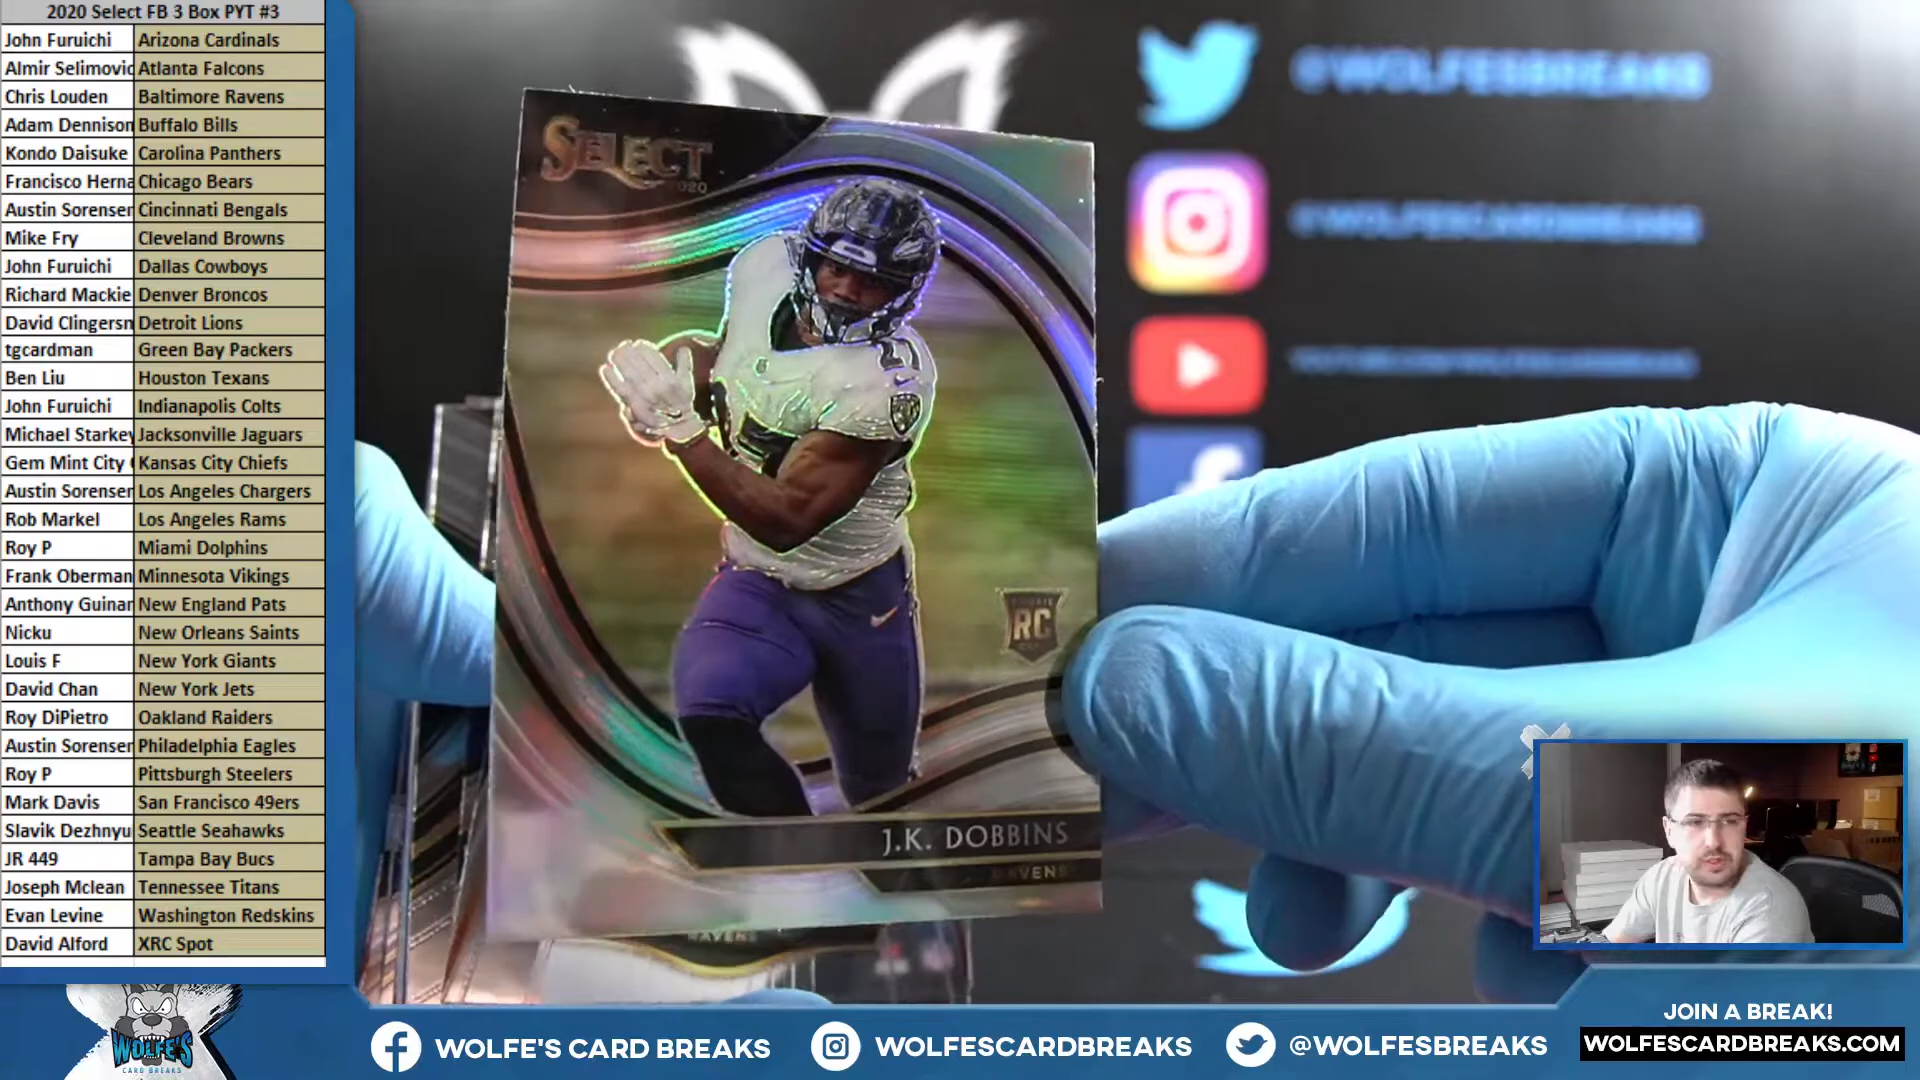 2020 Select FB 3 Box PYT #3
John Furuichi Arizona Cardinals
Almir Selimovic Atlanta Falcons
Chris Louden Baltimore Ravens
Adam Dennison Buffalo Bills
Kondo Daisuke Carolina Panthers
Francisco Herna Chicago Bears
Austin Sorensen Cincinnati Bengals
Mike Fry Cleveland Browns
John Furuichi Dallas Cowboys
Richard Mackie Denver Broncos
David Clingersm Detroit Lions
tgcardman Green Bay Packers
Ben Liu Houston Texans
John Furuichi Indianapolis Colts
Michael Starkey Jacksonville Jaguars
Gem Mint City Kansas City Chiefs
Austin Sorensen Los Angeles Chargers
Rob Markel Los Angeles Rams
Roy P Miami Dolphins
Frank Oberman Minnesota Vikings
Anthony Guinan New England Pats
Nicku New Orleans Saints
Louis F New York Giants
David Chan New York Jets
Roy DiPietro Oakland Raiders
Austin Sorensen Philadelphia Eagles
Roy P Pittsburgh Steelers
Mark Davis San Francisco 49ers
Slavik Dezhnyu Seattle Seahawks
JR 449 Tampa Bay Bucs
Joseph Mclean Tennessee Titans
Evan Levine Washington Redskins
David Alford XRC Spot
SELECT
2020
ROOKIE
RC
J.K. DOBBINS
RAVENS
@WOLFESBREAKS
@WOLFESCARDBREAKS
WOLFE'S
CARD BREAKS
WOLFE'S CARD BREAKS
WOLFESCARDBREAKS
@WOLFESBREAKS
JOIN A BREAK!
WOLFESCARDBREAKS.COM